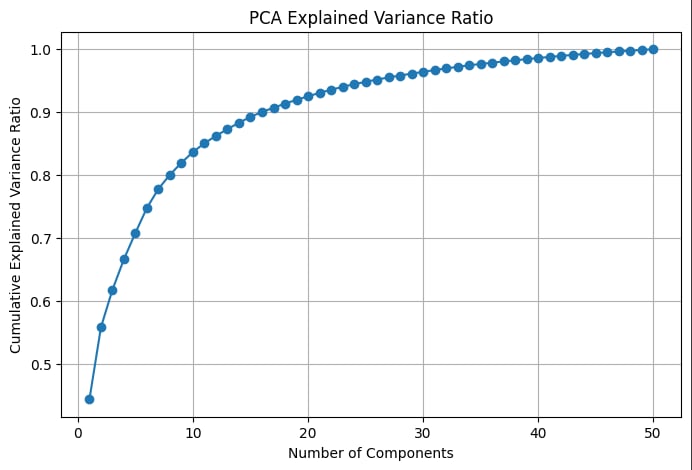 PCA Explained Variance Ratio
Cumulative Explained Variance Ratio
1.0
0.9
0.8
0.7
0.6
0.5
0 10 20 30 40 50
Number of Components